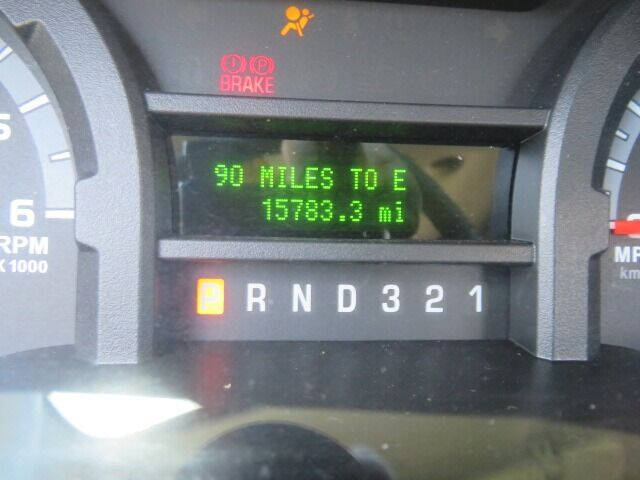 BRAKE
90 MILES TO E
15783.3 mi
5
6
RPM
X 1000
P R N D 3 2 1